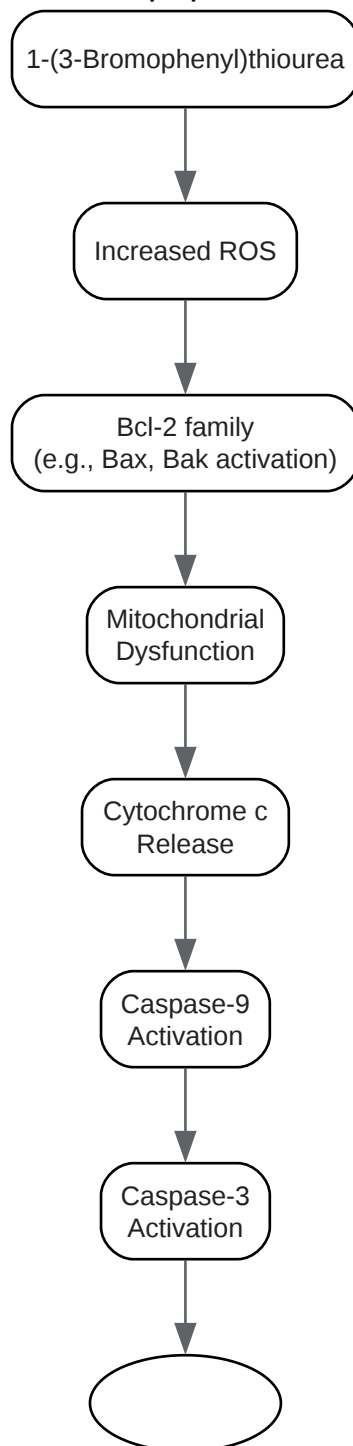 1-(3-Bromophenyl)thiourea
Increased ROS
Bcl-2 family
(e.g., Bax, Bak activation)
Mitochondrial
Dysfunction
Cytochrome c
Release
Caspase-9
Activation
Caspase-3
Activation